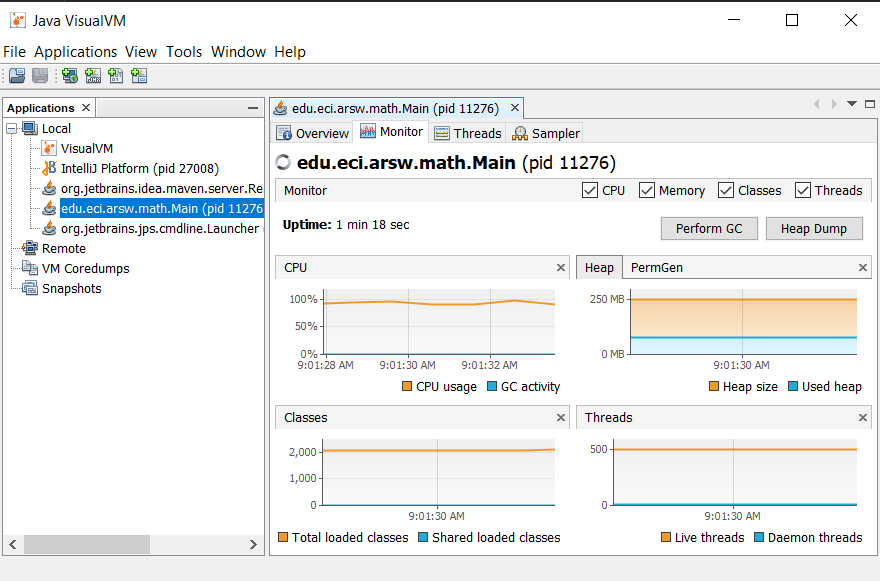 Java VisualVM
File Applications View Tools Window Help
Applications
Local
VisualVM
IntelliJ Platform (pid 27008)
org.jetbrains.idea.maven.server.Re
edu.eci.arsw.math.Main (pid 11276
org.jetbrains.jps.cmdline.Launcher (
Remote
VM Coredumps
Snapshots
edu.eci.arsw.math.Main (pid 11276)
Overview Monitor Threads Sampler
edu.eci.arsw.math.Main (pid 11276)
Monitor CPU Memory Classes Threads
Uptime: 1 min 18 sec
Perform GC Heap Dump
CPU
100%
50%
0%
9:01:28 AM 9:01:30 AM 9:01:32 AM
CPU usage GC activity
Heap PermGen
250 MB
0 MB
9:01:30 AM
Heap size Used heap
Classes
2,000
1,000
0
9:01:30 AM
Total loaded classes Shared loaded classes
Threads
500
0
9:01:30 AM
Live threads Daemon threads